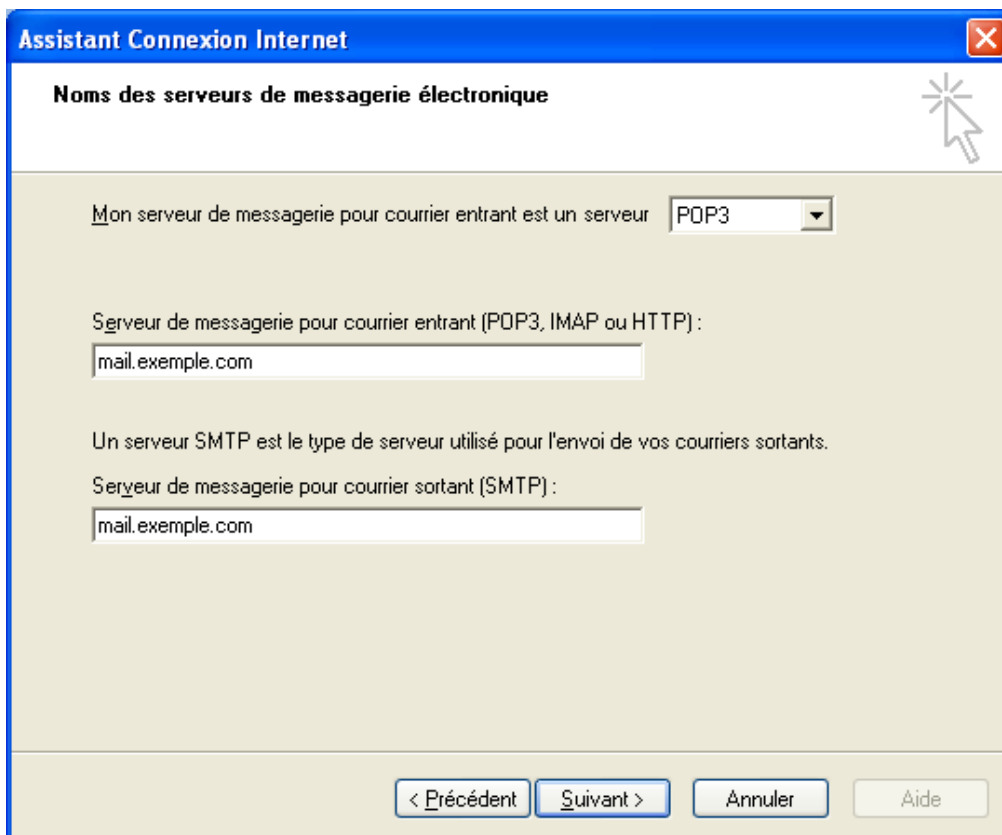 Assistant Connexion Internet
Noms des serveurs de messagerie électronique
Mon serveur de messagerie pour courrier entrant est un serveur POP3
Serveur de messagerie pour courrier entrant (POP3, IMAP ou HTTP) :
mail.exemple.com
Un serveur SMTP est le type de serveur utilisé pour l'envoi de vos courriers sortants.
Serveur de messagerie pour courrier sortant (SMTP) :
mail.exemple.com
< Précédent Suivant > Annuler Aide